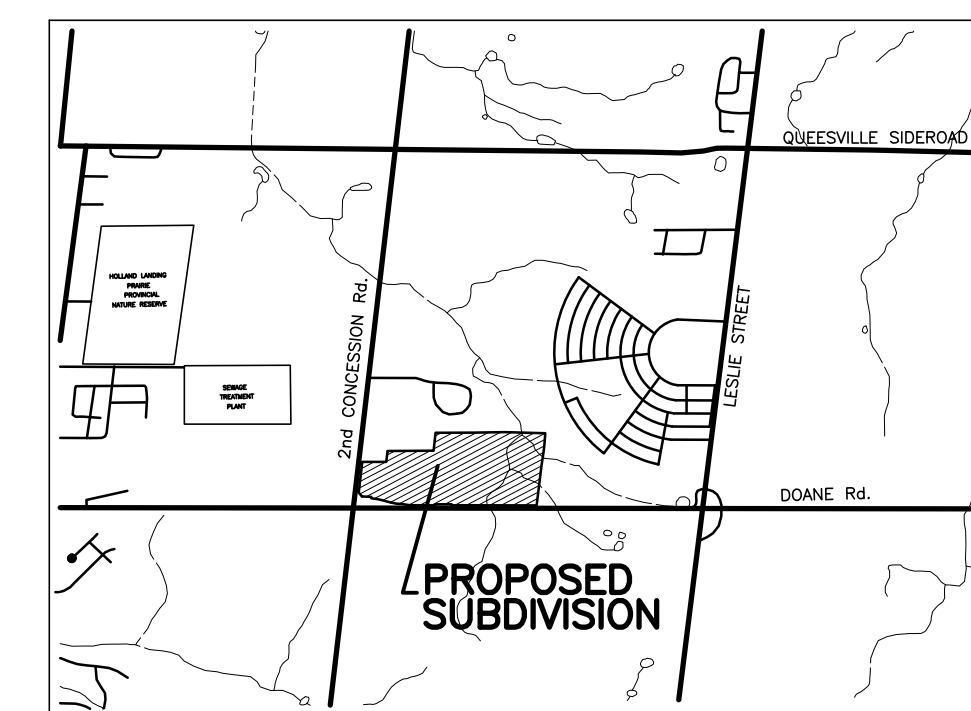 QUEESVILLE SIDEROAD
HOLLAND LANDING
PRAIRIE
PROVINCIAL
NATURE RESERVE
2nd CONCESSION Rd.
LESLIE STREET
SEWAGE
TREATMENT
PLANT
DOANE Rd.
PROPOSED
SUBDIVISION